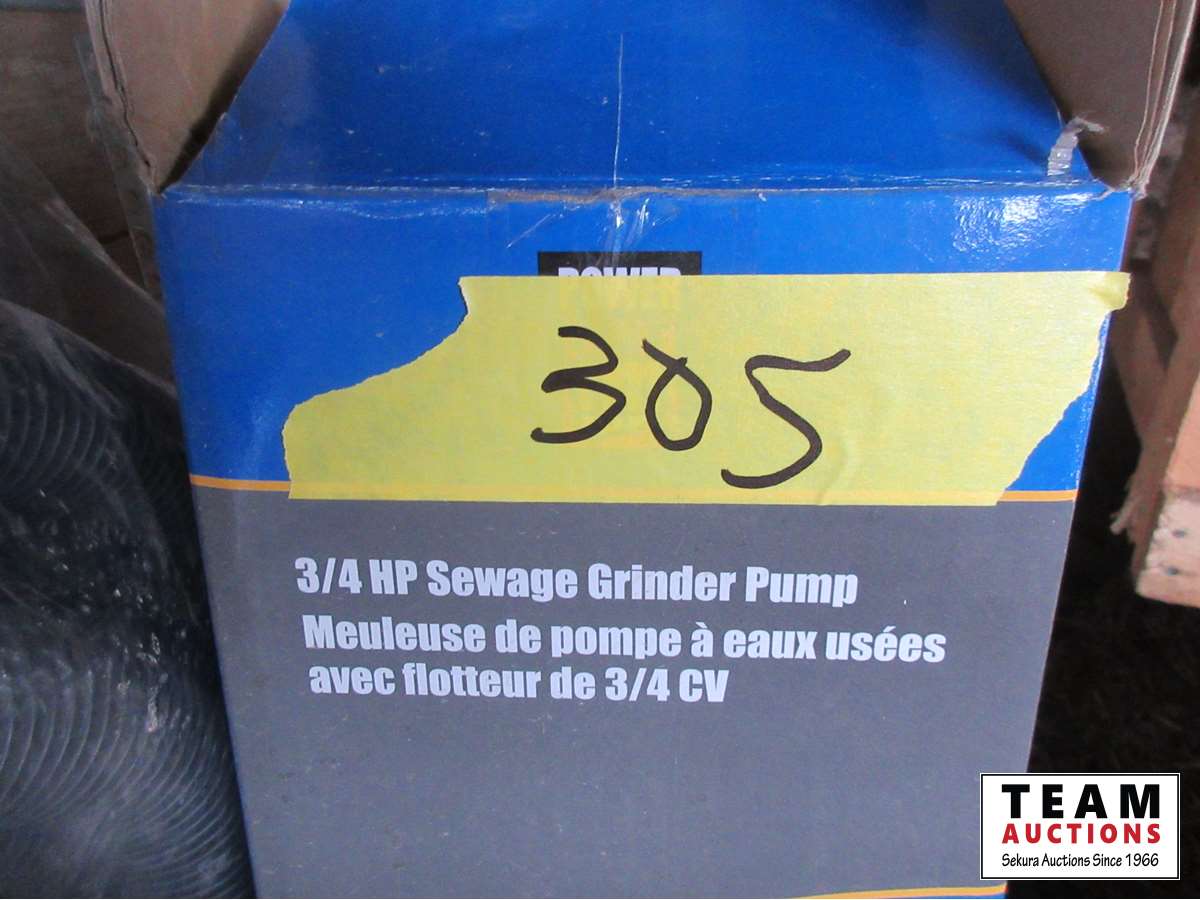 POWER
305
3/4 HP Sewage Grinder Pump
Meuleuse de pompe à eaux usées
avec flotteur de 3/4 CV
TEAM
AUCTIONS
Sekura Auctions Since 1966